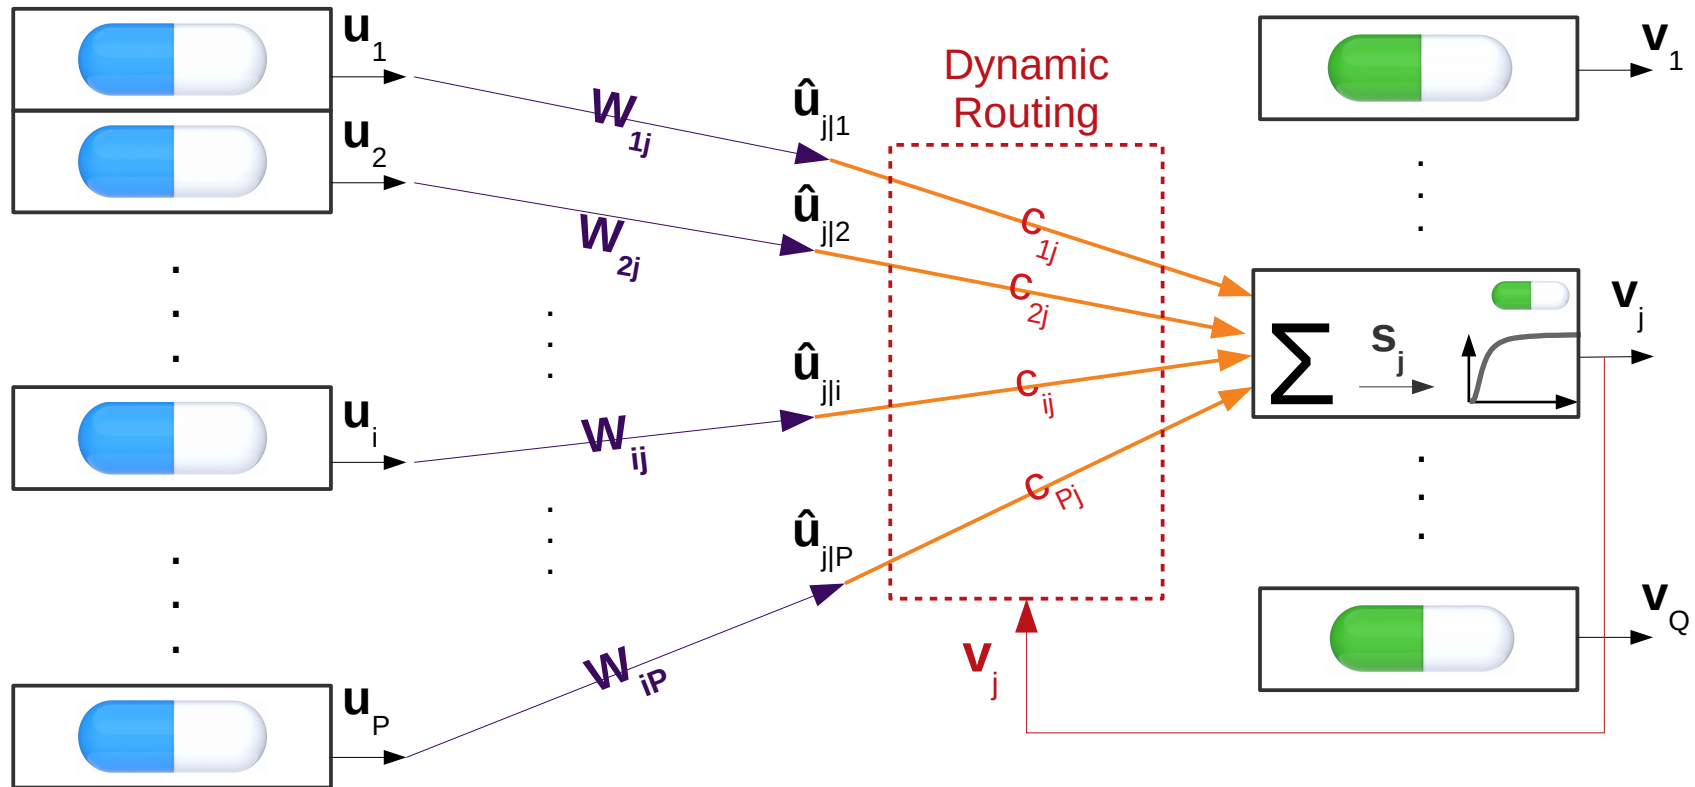 u1
u2
ui
uP
W1j
W2j
Wij
WiP
ûj|1
ûj|2
ûj|i
ûj|P
Dynamic
Routing
c1j
c2j
cij
cPj
vj
∑
sj
v1
vj
vQ